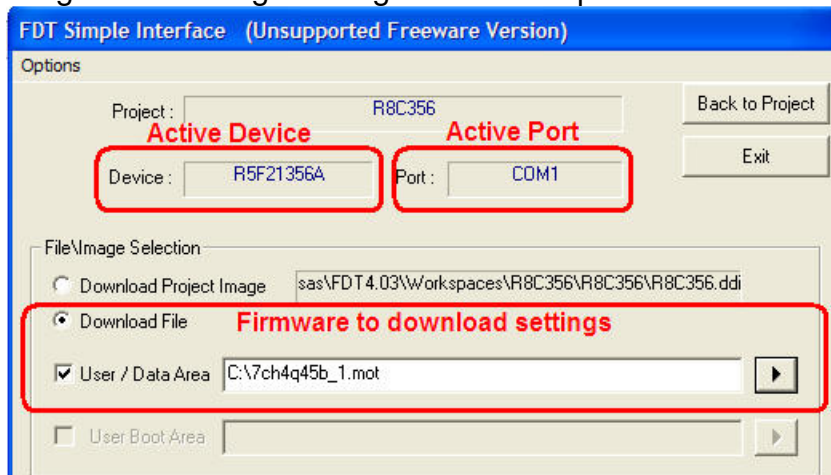 FDT Simple Interface (Unsupported Freeware Version)
Options
Project : R8C356 Back to Project
Active Device Active Port
Device : R5F21356A Port : COM1 Exit
File\Image Selection
Download Project Image sas\FDT4.03\Workspaces\R8C356\R8C356\R8C356.ddi
Download File Firmware to download settings
User / Data Area C:\7ch4q45b_1.mot
User Boot Area